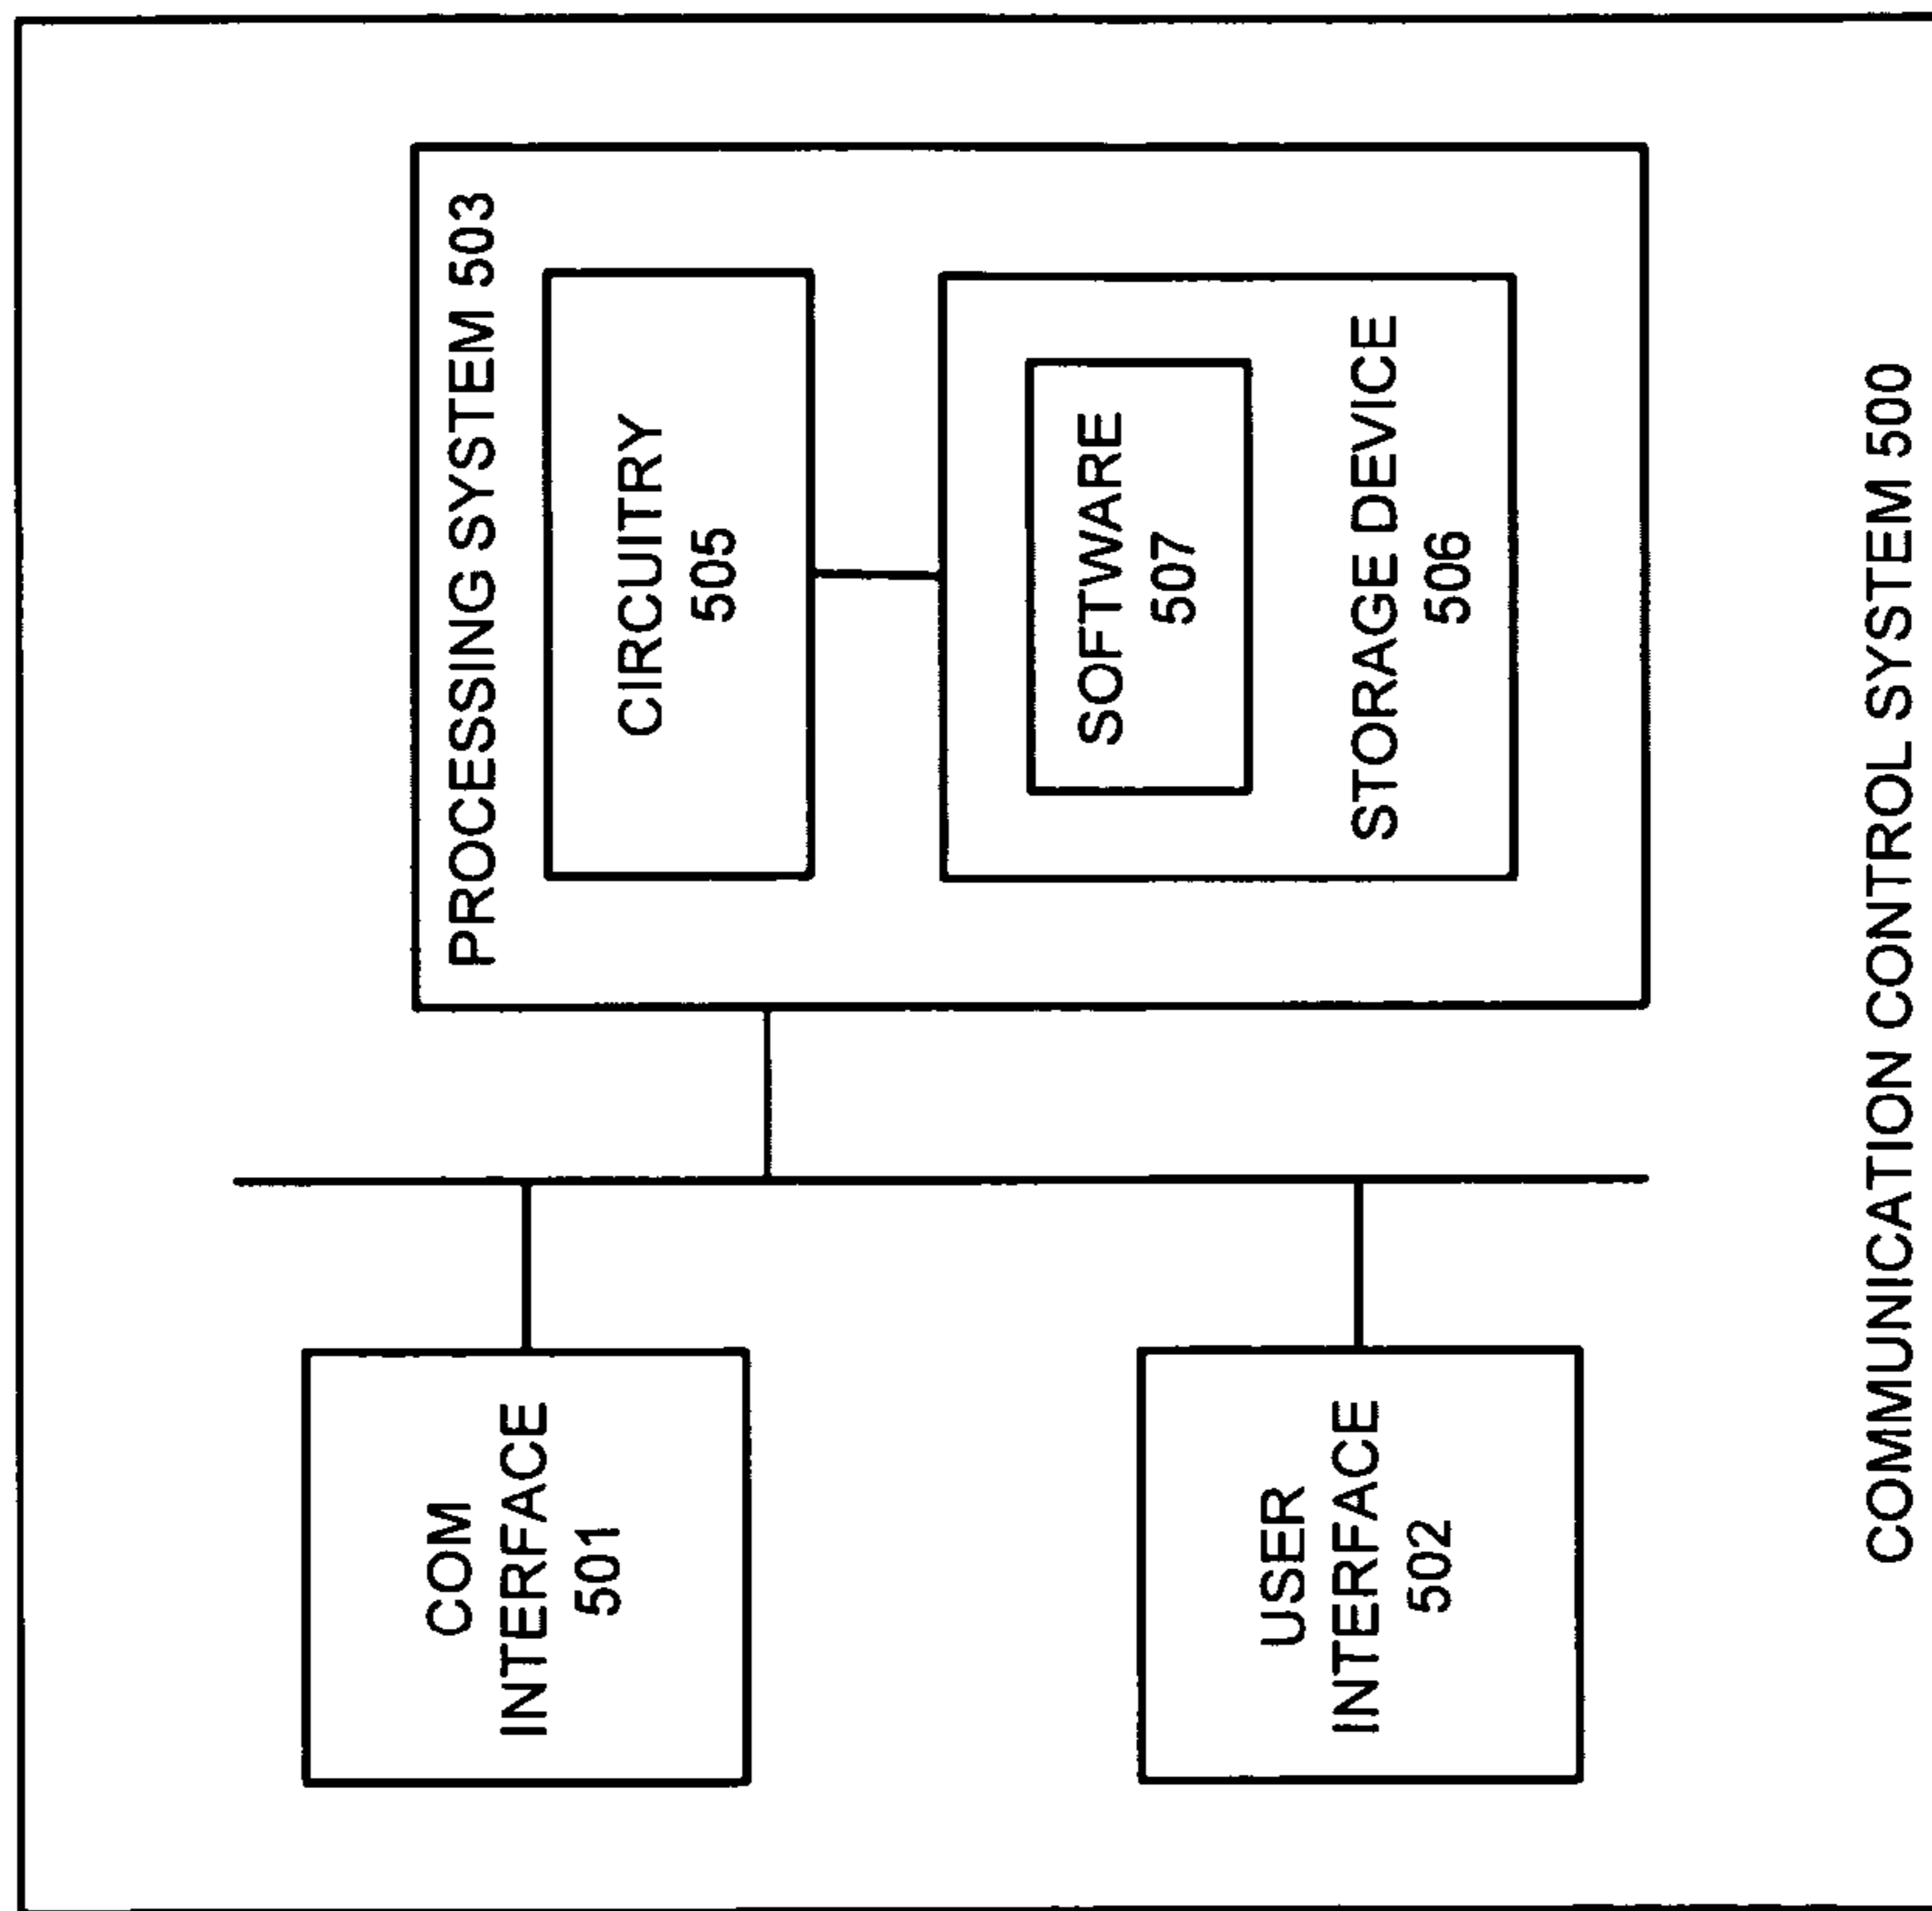 COM
INTERFACE
501
USER
INTERFACE
502
PROCESSING SYSTEM 503
CIRCUITRY
505
SOFTWARE
507
STORAGE DEVICE
506
COMMUNICATION CONTROL SYSTEM 500